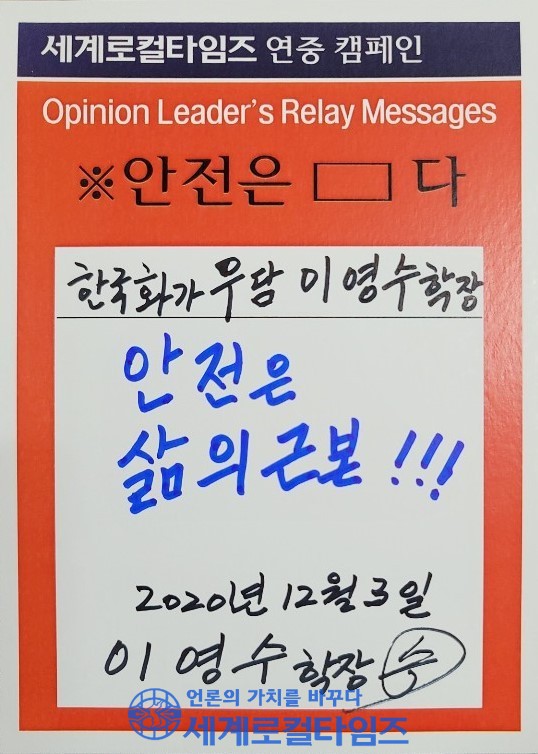 세계로컬타임즈 연중 캠페인
Opinion Leader's Relay Messages
※안전은 □ 다
한국화가 우담 이영수학장
안전은
삶의근본!!!
2020년 12월 3일
이영수 학장 수
언론의 가치를 바꾸다
세계로컬타임즈